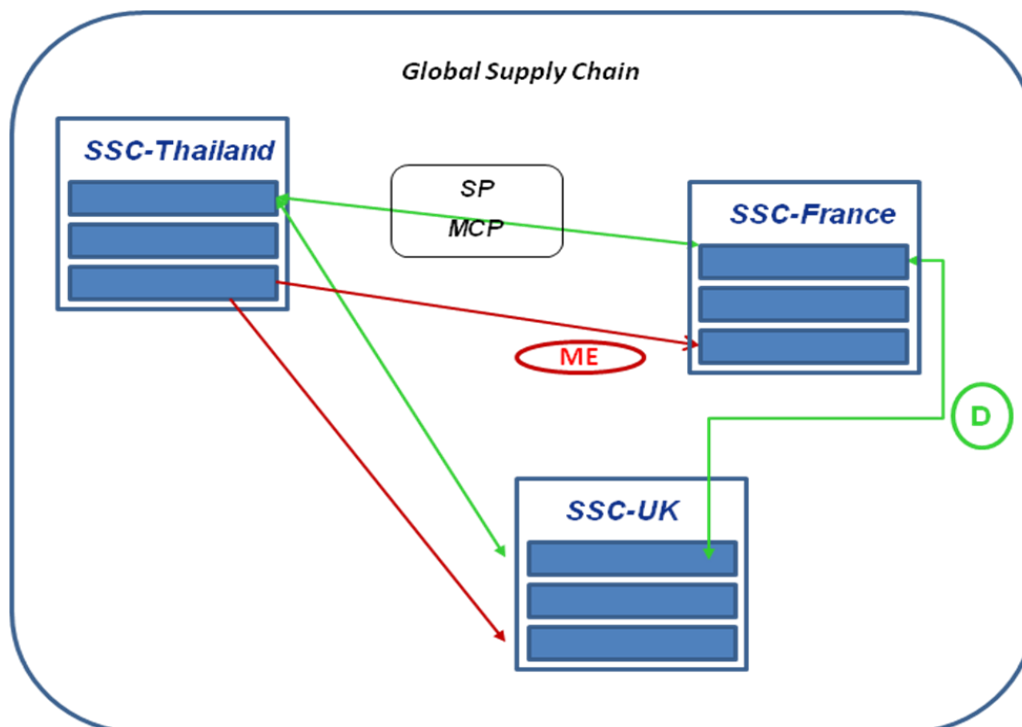 Global Supply Chain
SSC-Thailand
SP
MCP
SSC-France
ME
D
SSC-UK